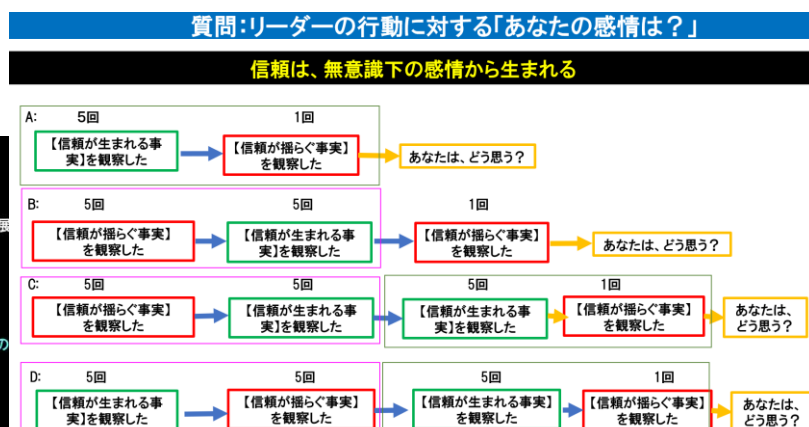 質問:リーダーの行動に対する「あなたの感情は?」
信頼は、無意識下の感情から生まれる
A:
5回
1回
【信頼が生まれる事
実】を観察した
【信頼が揺らぐ事実】
を観察した
あなたは、どう思う?
B:
5回
5回
1回
【信頼が揺らぐ事実】
を観察した
【信頼が生まれる事
実】を観察した
【信頼が揺らぐ事実】
を観察した
あなたは、どう思う?
C:
5回
5回
5回
1回
【信頼が揺らぐ事実】
を観察した
【信頼が生まれる事
実】を観察した
【信頼が生まれる事
実】を観察した
【信頼が揺らぐ事実】
を観察した
あなたは、
どう思う?
D:
5回
5回
5回
1回
【信頼が生まれる事
実】を観察した
【信頼が揺らぐ事実】
を観察した
【信頼が生まれる事実】
を観察した
【信頼が揺らぐ事実】
を観察した
あなたは、
どう思う?
の